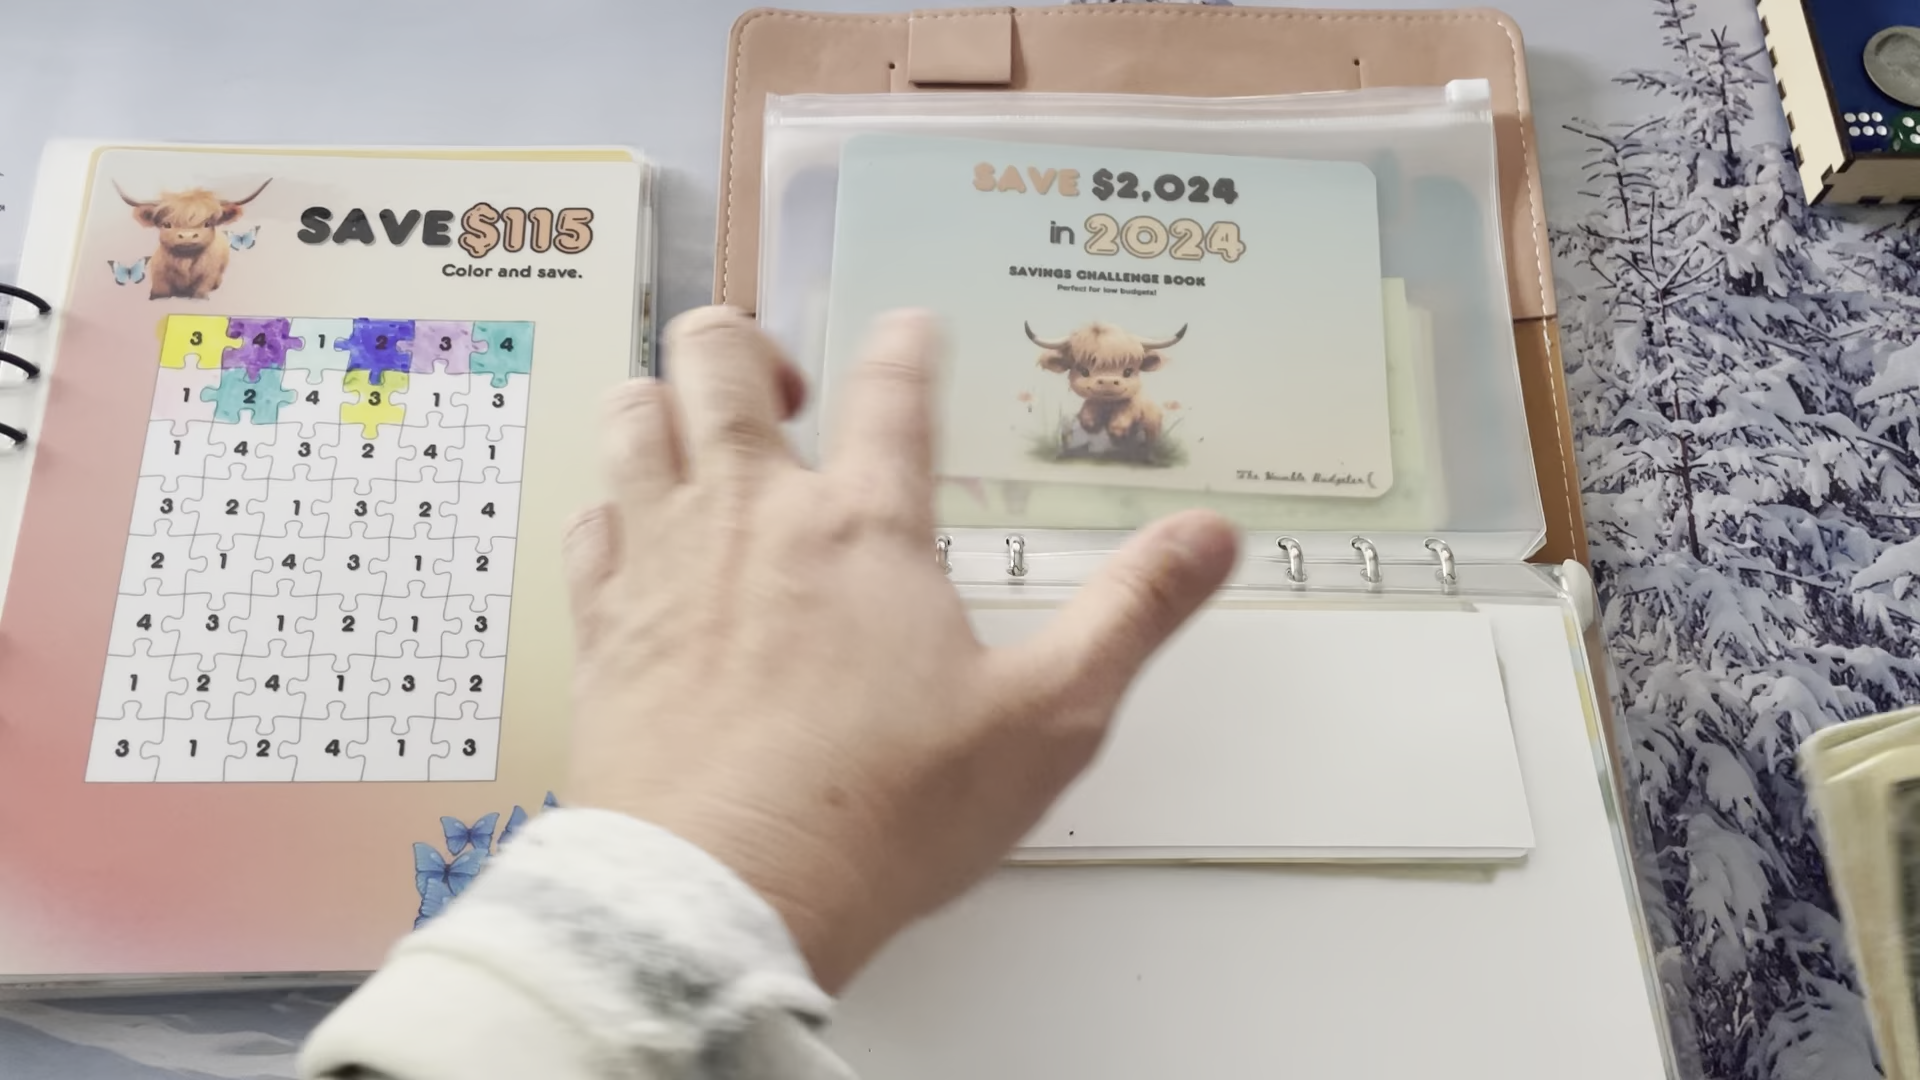 SAVE $115
Color and save.
3 4 1 2 3 4
1 2 4 3 1 3
1 4 3 2 4 1
3 2 1 3 2 4
2 1 4 3 1 2
4 3 1 2 1 3
1 2 4 1 3 2
3 1 2 4 1 3
SAVE $2,024
in 2024
SAVINGS CHALLENGE BOOK
Perfect for low budgets!
The Humble Budgeter